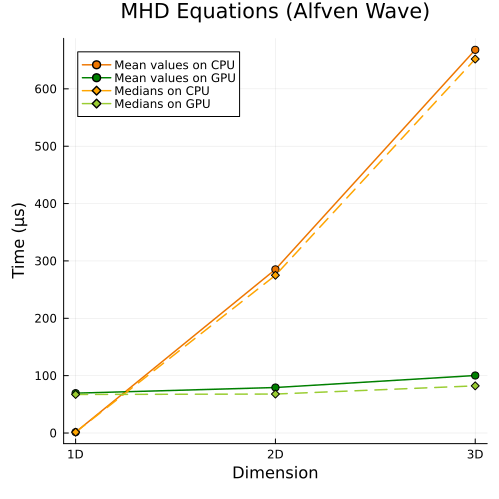 MHD Equations (Alfven Wave)
Mean values on CPU
Mean values on GPU
Medians on CPU
Medians on GPU
600
500
400
300
200
100
0
Time (μs)
1D 2D 3D
Dimension